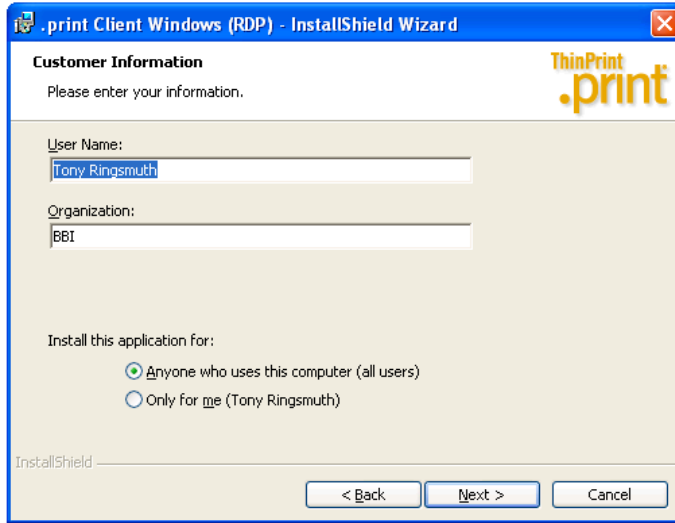 .print Client Windows (RDP) - InstallShield Wizard
Customer Information
Please enter your information.
ThinPrint
.print
User Name:
Tony Ringsmuth
Organization:
BBI
Install this application for:
Anyone who uses this computer (all users)
Only for me (Tony Ringsmuth)
InstallShield
< Back
Next >
Cancel